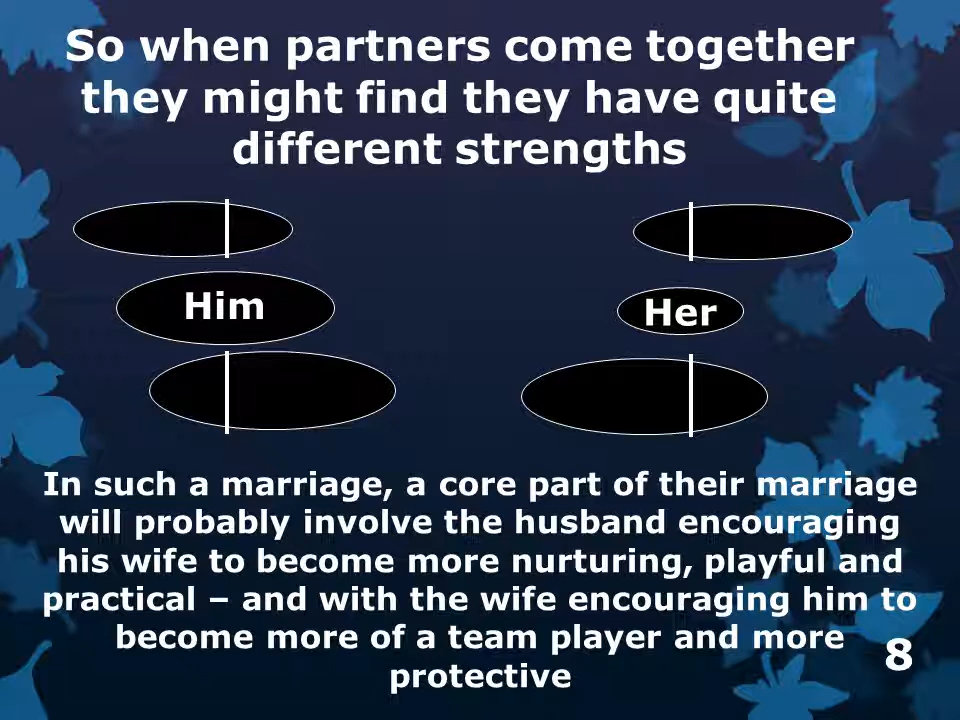 So when partners come together
they might find they have quite
different strengths
Him
Her
In such a marriage, a core part of their marriage
will probably involve the husband encouraging
his wife to become more nurturing, playful and
practical – and with the wife encouraging him to
become more of a team player and more
protective
8